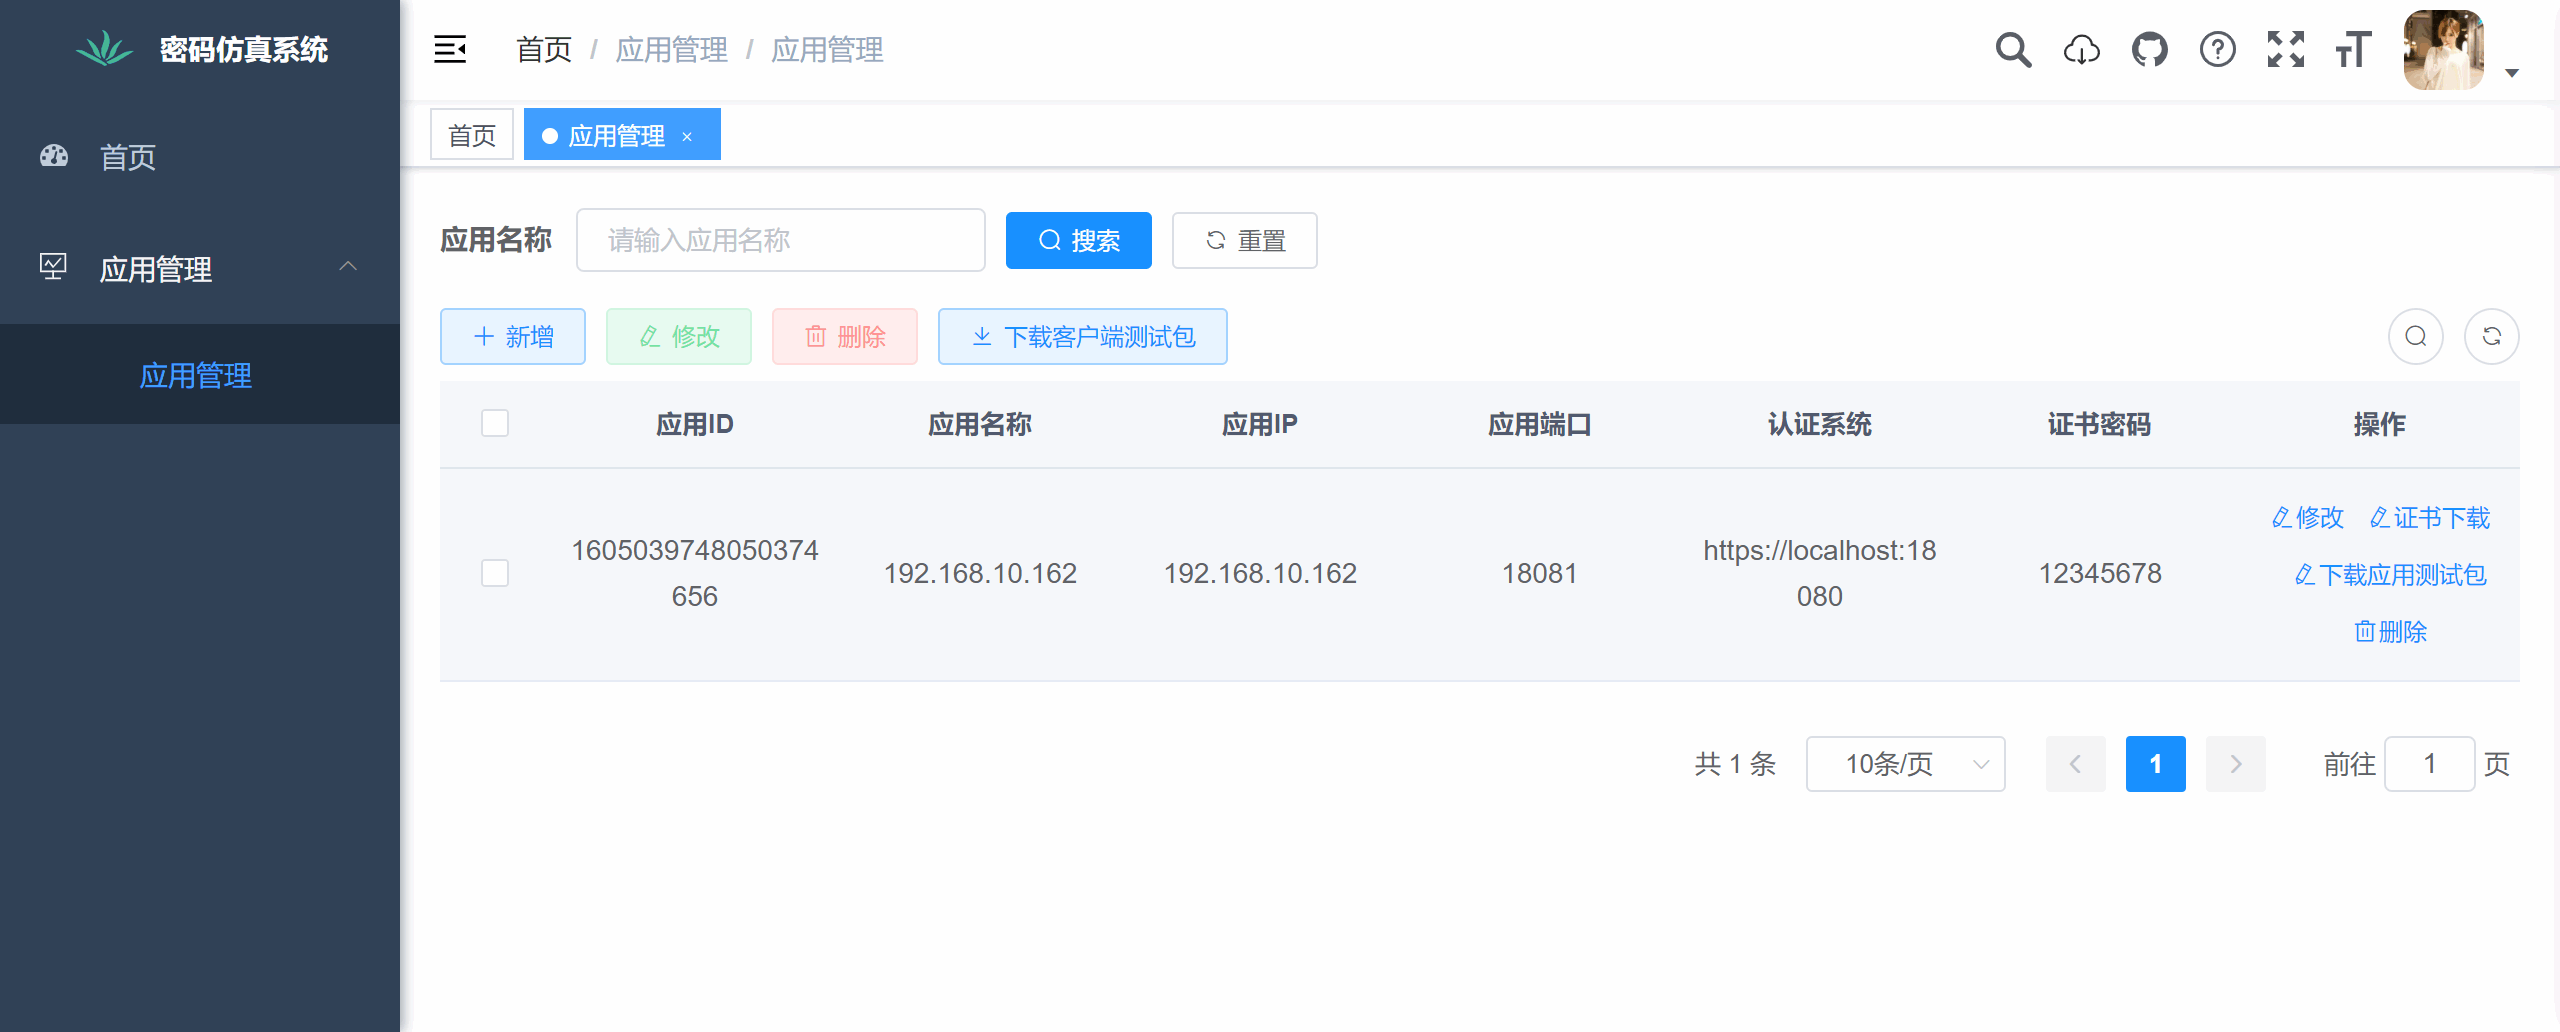 密码仿真系统
首页
应用管理
应用管理
首页 / 应用管理 / 应用管理
首页
应用管理 ×
应用名称 请输入应用名称 搜索 重置
新增 修改 删除 下载客户端测试包
应用ID 应用名称 应用IP 应用端口 认证系统 证书密码 操作
1605039748050374
656
192.168.10.162
192.168.10.162
18081
https://localhost:18
080
12345678
修改 证书下载
下载应用测试包
删除
共 1 条 10条/页 1 前往 1 页